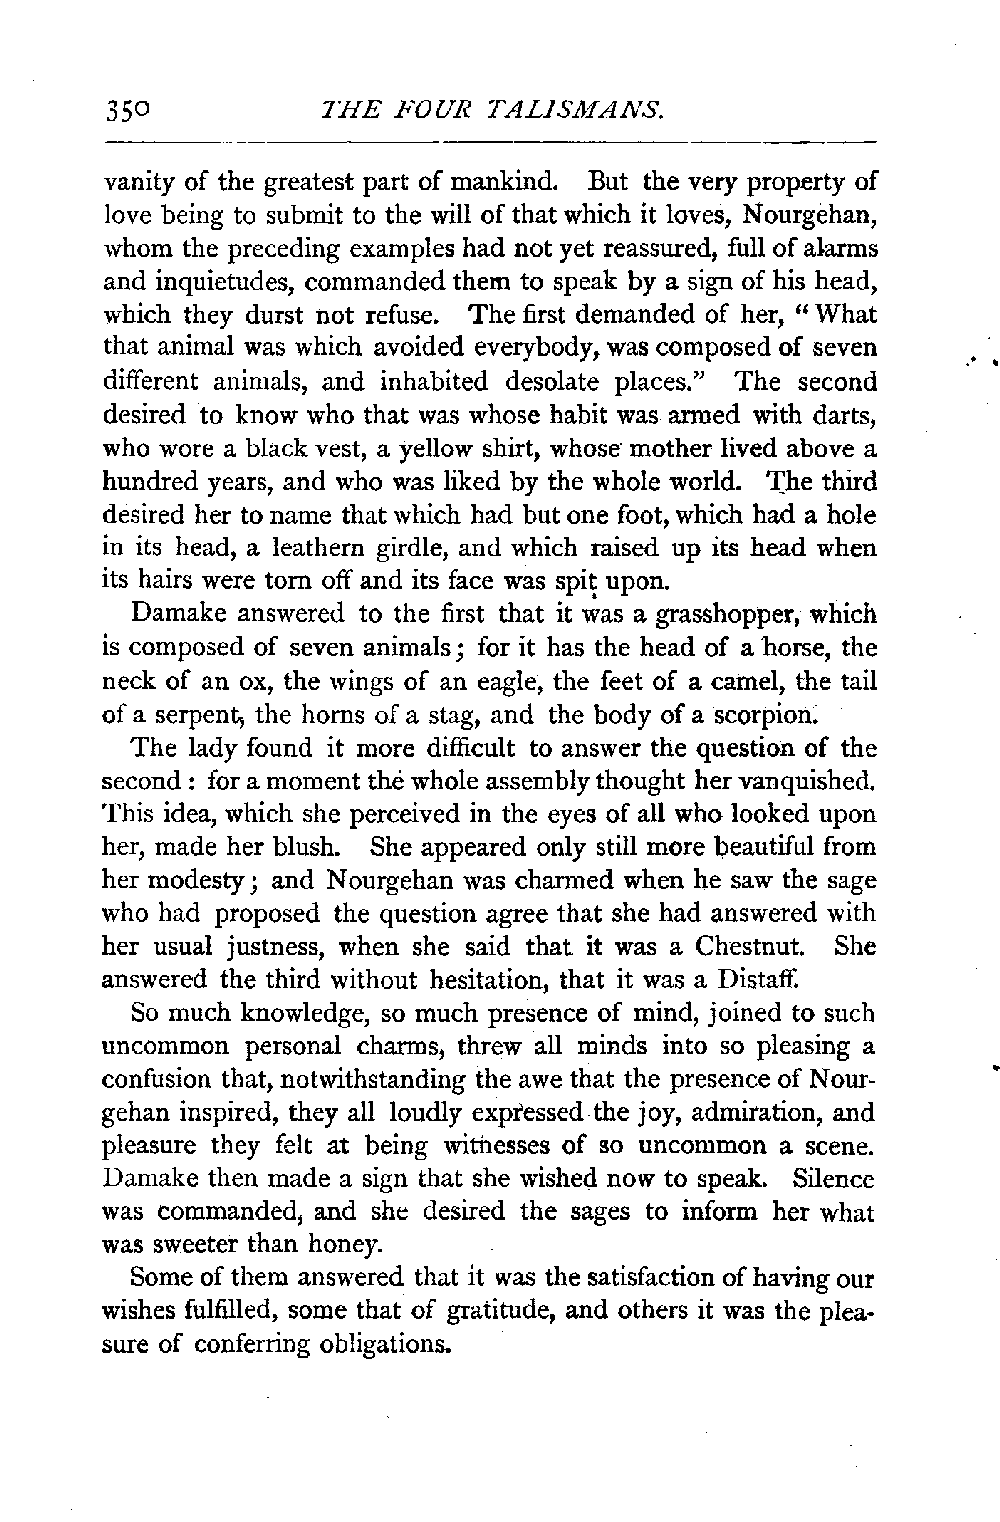 350 THE FOUR TALISMANS.
vanity of the greatest part of mankind. But the very property of
love being to submit to the will of that which it loves, Nourgehan,
whom the preceding examples had not yet reassured, full of alarms
and inquietudes, commanded them to speak by a sign of his head,
which they durst not refuse. The first demanded of her, “ What
that animal was which avoided everybody, was composed of seven
different animals, and inhabited desolate places.” The second
desired to know who that was whose habit was armed with darts,
who wore a black vest, a yellow shirt, whose mother lived above a
hundred years, and who was liked by the whole world. The third
desired her to name that which had but one foot, which had a hole
in its head, a leathern girdle, and which raised up its head when
its hairs were torn off and its face was spit upon.
Damake answered to the first that it was a grasshopper, which
is composed of seven animals; for it has the head of a horse, the
neck of an ox, the wings of an eagle, the feet of a camel, the tail
of a serpent, the horns of a stag, and the body of a scorpion.
The lady found it more difficult to answer the question of the
second : for a moment the whole assembly thought her vanquished.
This idea, which she perceived in the eyes of all who looked upon
her, made her blush. She appeared only still more beautiful from
her modesty; and Nourgehan was charmed when he saw the sage
who had proposed the question agree that she had answered with
her usual justness, when she said that it was a Chestnut. She
answered the third without hesitation, that it was a Distaff.
So much knowledge, so much presence of mind, joined to such
uncommon personal charms, threw all minds into so pleasing a
confusion that, notwithstanding the awe that the presence of Nour-
gehan inspired, they all loudly expressed the joy, admiration, and
pleasure they felt at being witnesses of so uncommon a scene.
Damake then made a sign that she wished now to speak. Silence
was commanded, and she desired the sages to inform her what
was sweeter than honey.
Some of them answered that it was the satisfaction of having our
wishes fulfilled, some that of gratitude, and others it was the plea-
sure of conferring obligations.